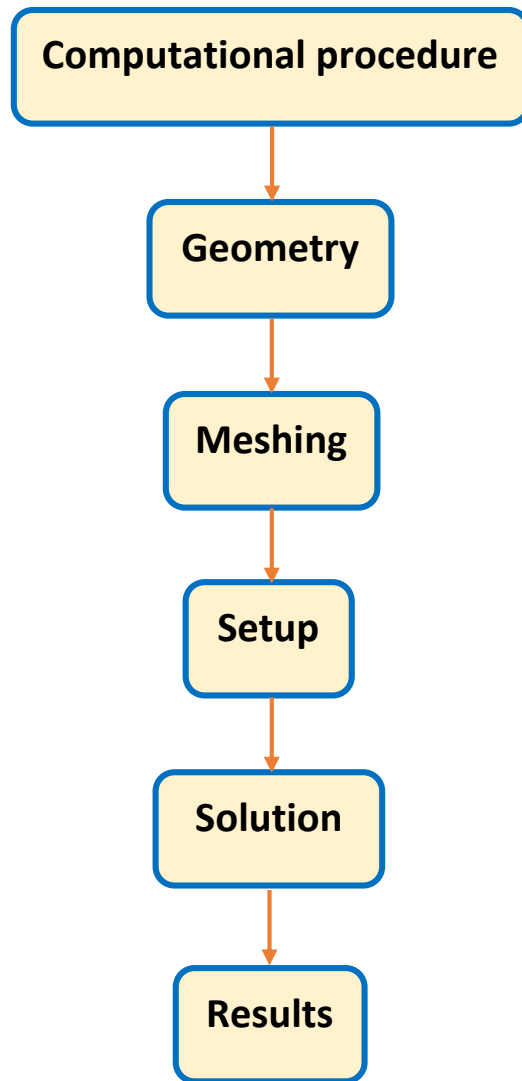 Computational procedure
Geometry
Meshing
Setup
Solution
Results